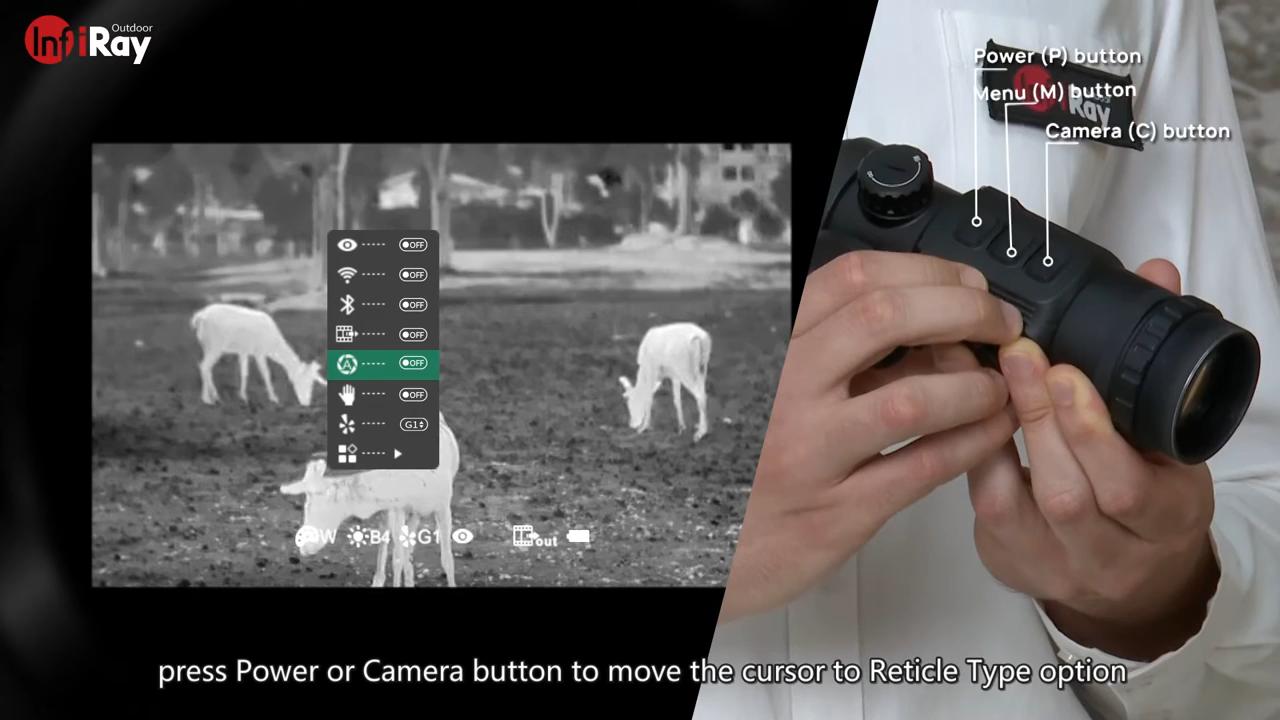 InfiRay
Outdoor
Power (P) button
Menu (M) button
Ray
Camera (C) button
OFF
OFF
OFF
OFF
A OFF
OFF
G1
W B4 G1 out
press Power or Camera button to move the cursor to Reticle Type option